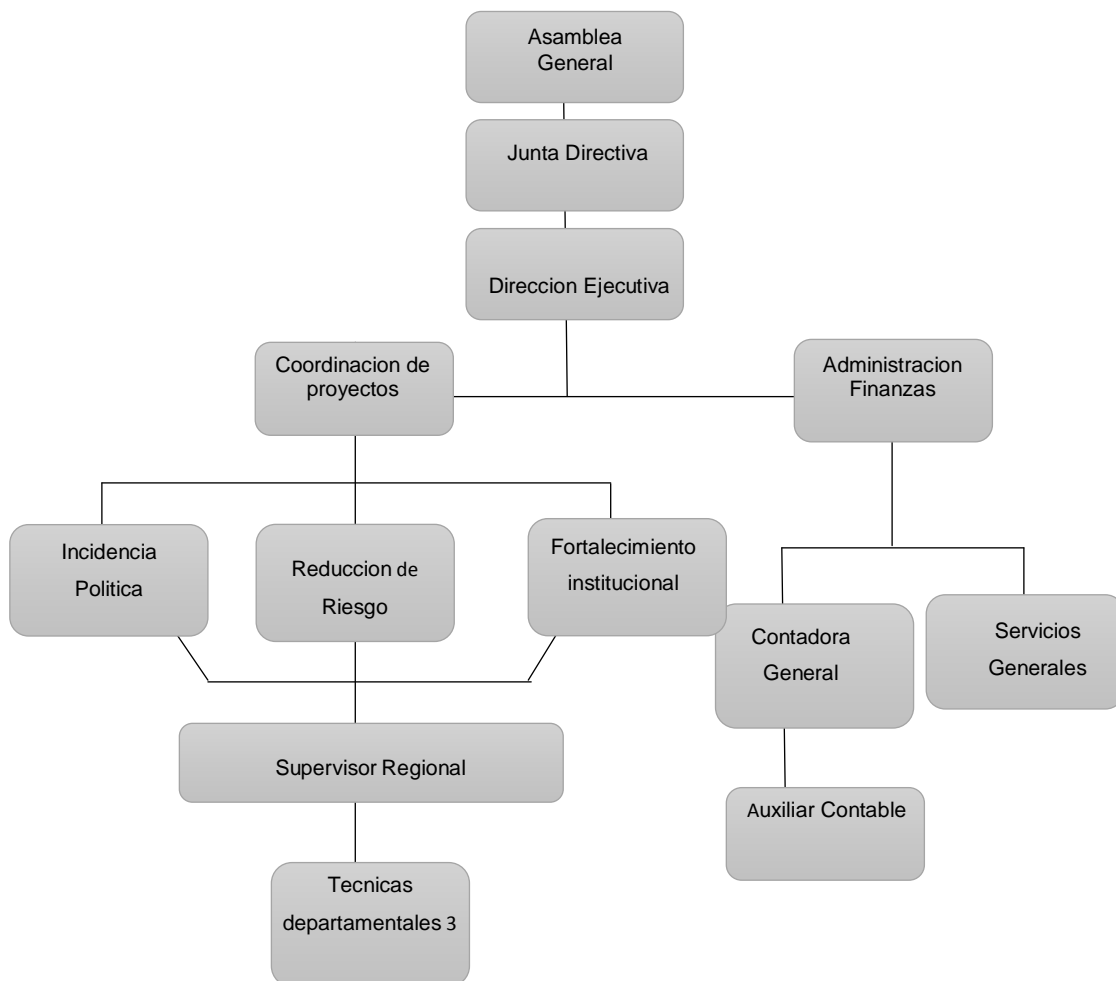 Asamblea
General
Junta Directiva
Direccion Ejecutiva
Coordinacion de
proyectos
Administracion
Finanzas
Incidencia
Politica
Reduccion de
Riesgo
Fortalecimiento
institucional
Contadora
General
Servicios
Generales
Supervisor Regional
Auxiliar Contable
Tecnicas
departamentales 3